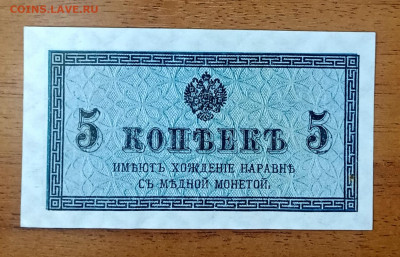 COINS.LAVE.RU
5 КОПѢЕКЪ 5
ИМѢЮТЪ ХОЖДЕНІЕ НАРАВНѢ
СЪ МѢДНОЙ МОНЕТОЙ.